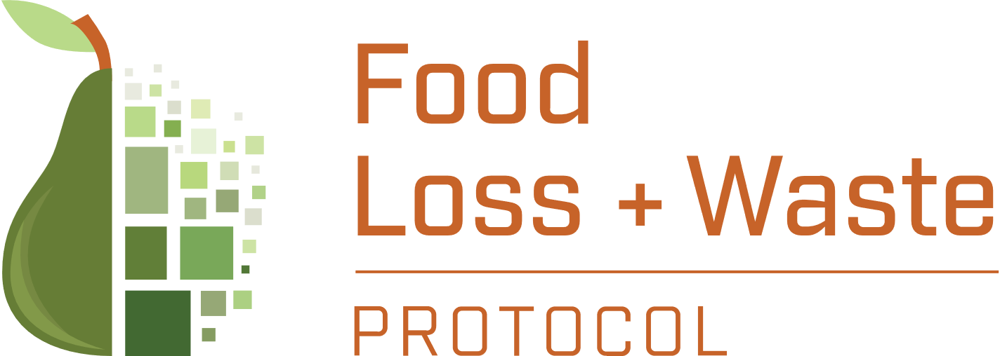 Food
Loss + Waste
PROTOCOL